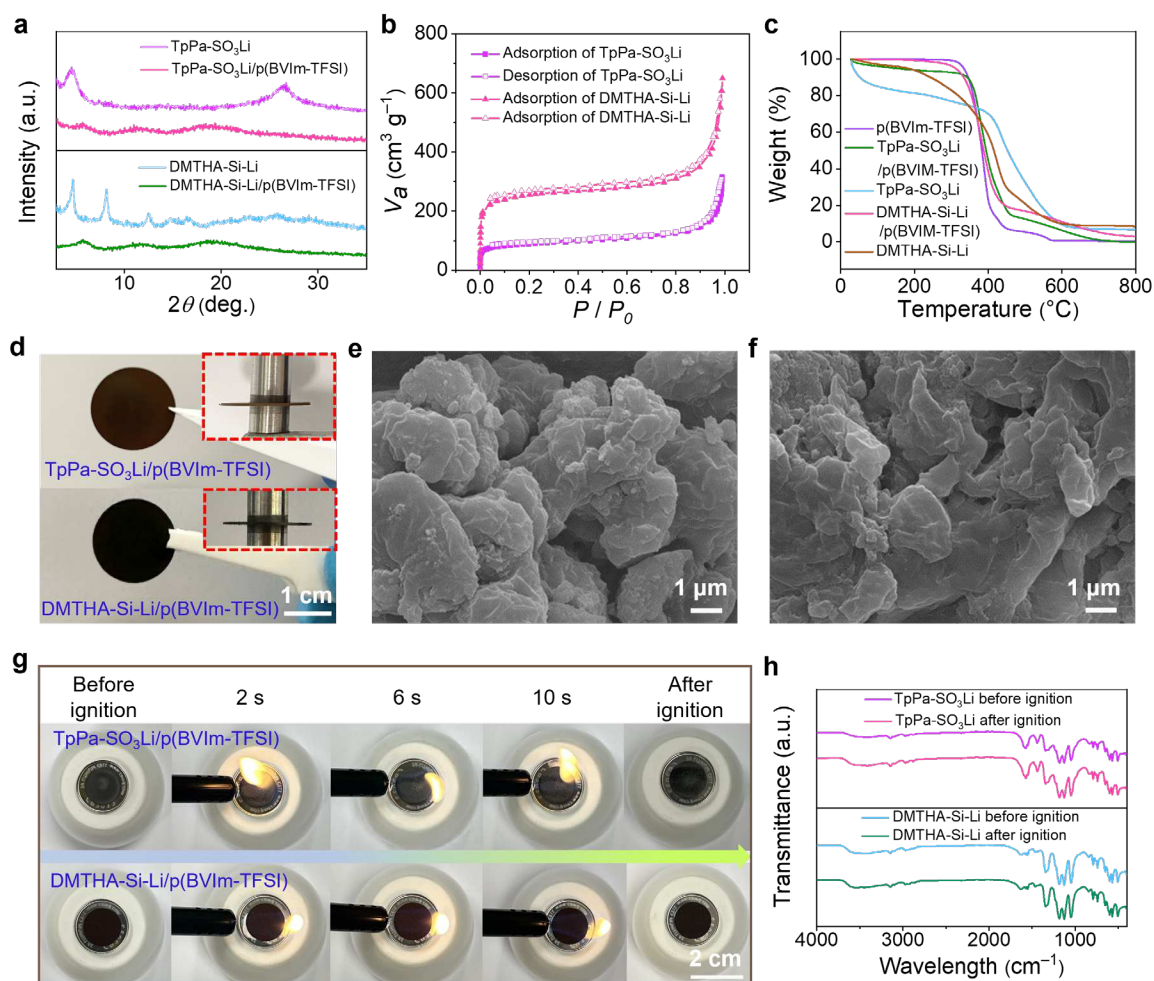 a
TpPa-SO₃Li
TpPa-SO₃Li/p(BVIm-TFSI)
DMTHA-Si-Li
DMTHA-Si-Li/p(BVIm-TFSI)
Intensity (a.u.)
10 20 30
2θ (deg.)
b
Adsorption of TpPa-SO₃Li
Desorption of TpPa-SO₃Li
Adsorption of DMTHA-Si-Li
Adsorption of DMTHA-Si-Li
Va (cm³ g⁻¹)
800
600
400
200
0
0.0 0.2 0.4 0.6 0.8 1.0
P / P₀
c
Weight (%)
100
80
60
40
20
0
p(BVIm-TFSI)
TpPa-SO₃Li
/p(BVIM-TFSI)
TpPa-SO₃Li
DMTHA-Si-Li
/p(BVIM-TFSI)
DMTHA-Si-Li
0 200 400 600 800
Temperature (°C)
d
TpPa-SO₃Li/p(BVIm-TFSI)
DMTHA-Si-Li/p(BVIm-TFSI)
1 cm
e
1 μm
f
1 μm
g
Before
ignition
2 s
6 s
10 s
After
ignition
TpPa-SO₃Li/p(BVIm-TFSI)
DMTHA-Si-Li/p(BVIm-TFSI)
2 cm
h
TpPa-SO₃Li before ignition
TpPa-SO₃Li after ignition
DMTHA-Si-Li before ignition
DMTHA-Si-Li after ignition
Transmittance (a.u.)
4000 3000 2000 1000
Wavelength (cm⁻¹)